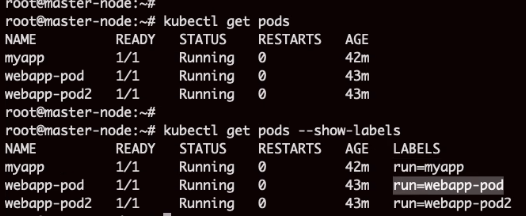 root@master-node:~#
root@master-node:~# kubectl get pods
NAME READY STATUS RESTARTS AGE
myapp 1/1 Running 0 42m
webapp-pod 1/1 Running 0 43m
webapp-pod2 1/1 Running 0 43m
root@master-node:~#
root@master-node:~# kubectl get pods --show-labels
NAME READY STATUS RESTARTS AGE LABELS
myapp 1/1 Running 0 42m run=myapp
webapp-pod 1/1 Running 0 43m run=webapp-pod
webapp-pod2 1/1 Running 0 43m run=webapp-pod2